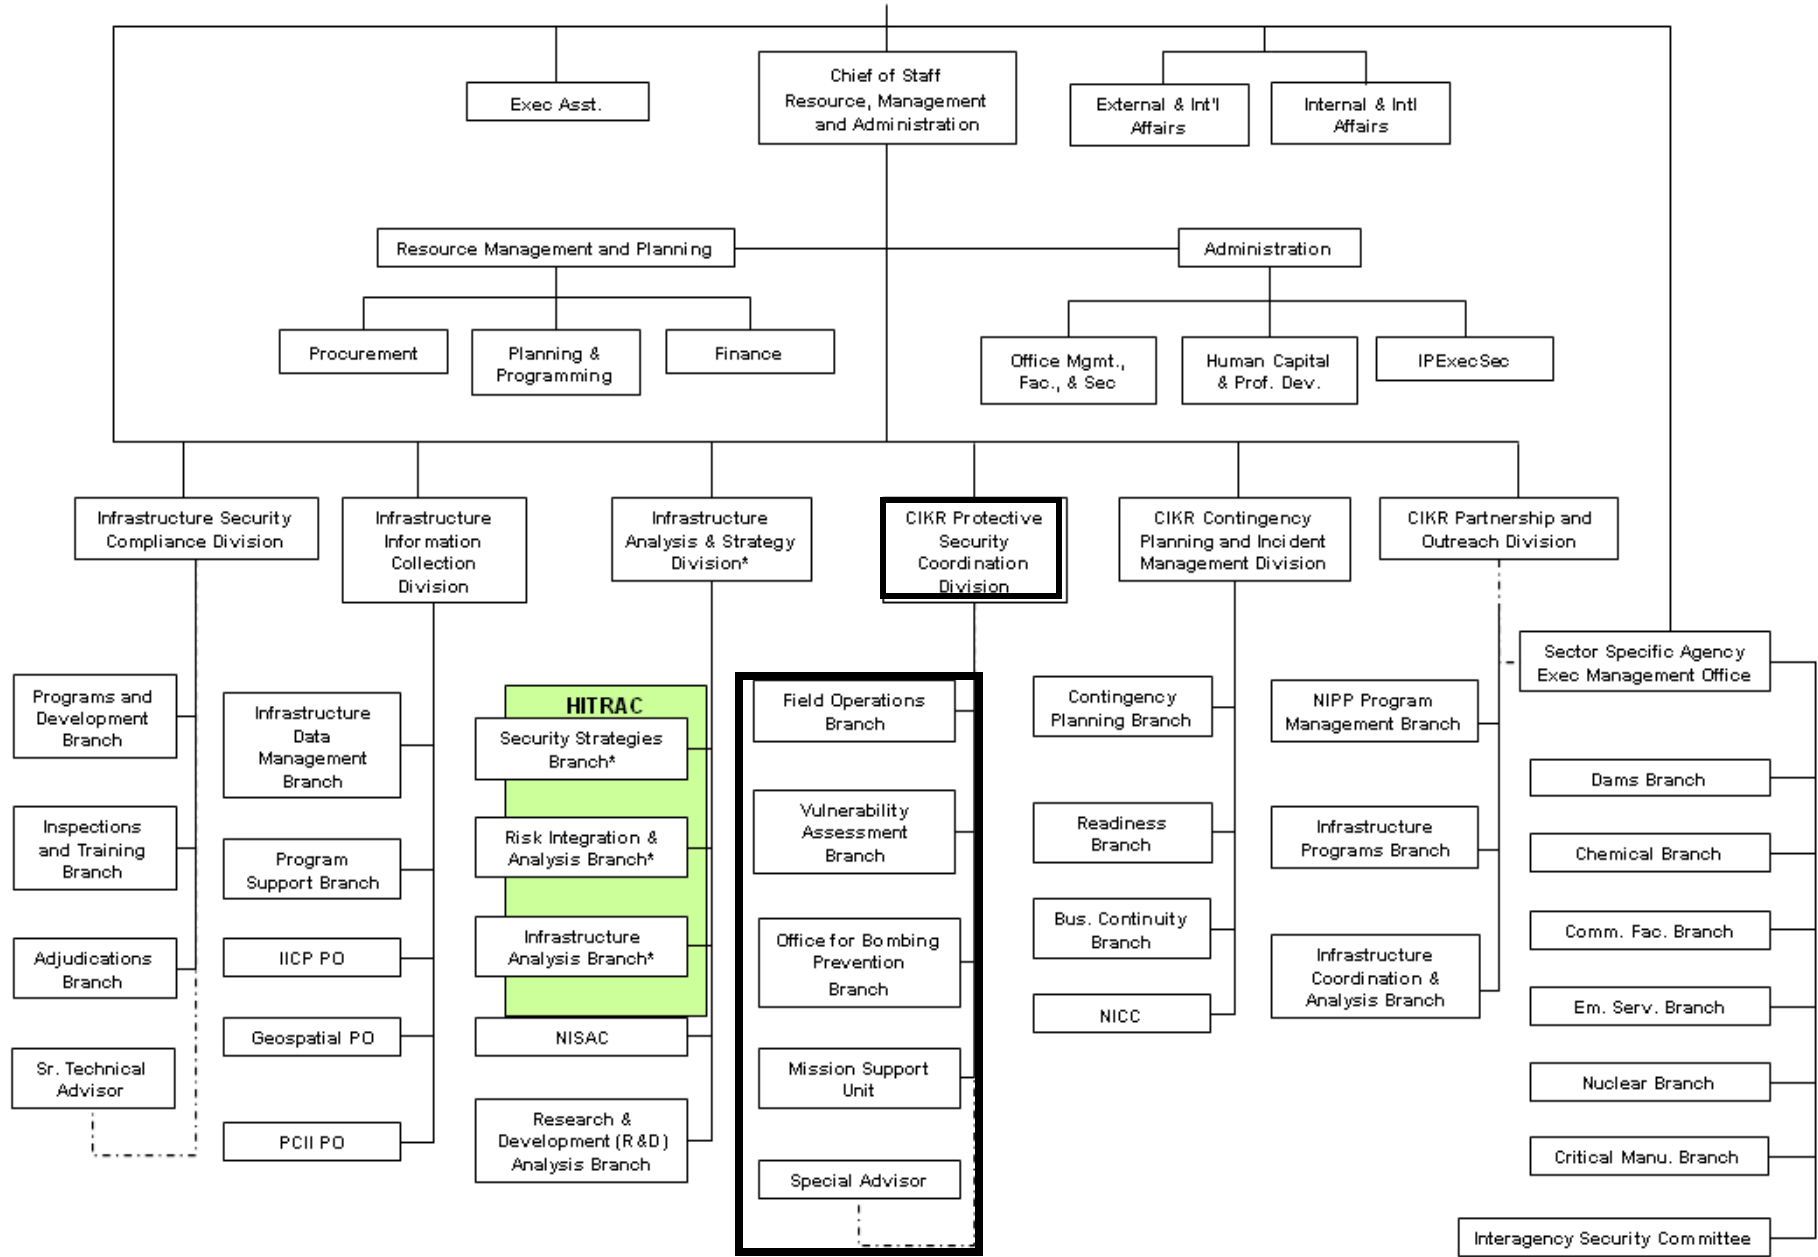 Exec Asst.
Chief of Staff
Resource, Management
and Administration
External & Int'l
Affairs
Internal & Intl
Affairs
Resource Management and Planning
Administration
Procurement
Planning &
Programming
Finance
Office Mgmt.,
Fac., & Sec
Human Capital
& Prof. Dev.
IPExecSec
Infrastructure Security
Compliance Division
Infrastructure
Information
Collection
Division
Infrastructure
Analysis & Strategy
Division*
CIKR Protective
Security
Coordination
Division
CIKR Contingency
Planning and Incident
Management Division
CIKR Partnership and
Outreach Division
Programs and
Development
Branch
Inspections
and Training
Branch
Adjudications
Branch
Sr. Technical
Advisor
Infrastructure
Data
Management
Branch
Program
Support Branch
IICP PO
Geospatial PO
PCII PO
HITRAC
Security Strategies
Branch*
Risk Integration &
Analysis Branch*
Infrastructure
Analysis Branch*
NISAC
Research &
Development (R&D)
Analysis Branch
Field Operations
Branch
Vulnerability
Assessment
Branch
Office for Bombing
Prevention
Branch
Mission Support
Unit
Special Advisor
Contingency
Planning Branch
Readiness
Branch
Bus. Continuity
Branch
NICC
NIPP Program
Management Branch
Infrastructure
Programs Branch
Infrastructure
Coordination &
Analysis Branch
Sector Specific Agency
Exec Management Office
Dams Branch
Chemical Branch
Comm. Fac. Branch
Em. Serv. Branch
Nuclear Branch
Critical Manu. Branch
Interagency Security Committee